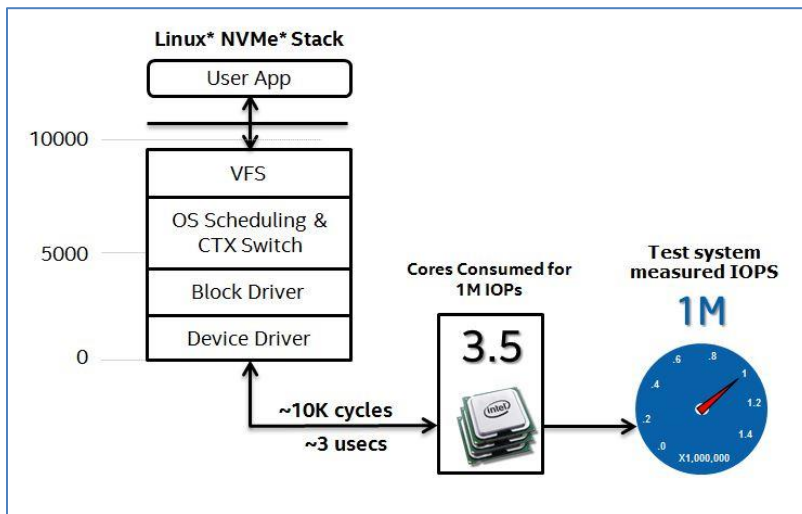 Linux* NVMe* Stack
User App
10000
VFS
OS Scheduling &
CTX Switch
5000
Block Driver
Device Driver
0
~10K cycles
~3 usecs
Cores Consumed for
1M IOPs
3.5
intel
Test system
measured IOPS
1M
.0
.2
.4
.6
.8
1
1.2
1.4
X1,000,000